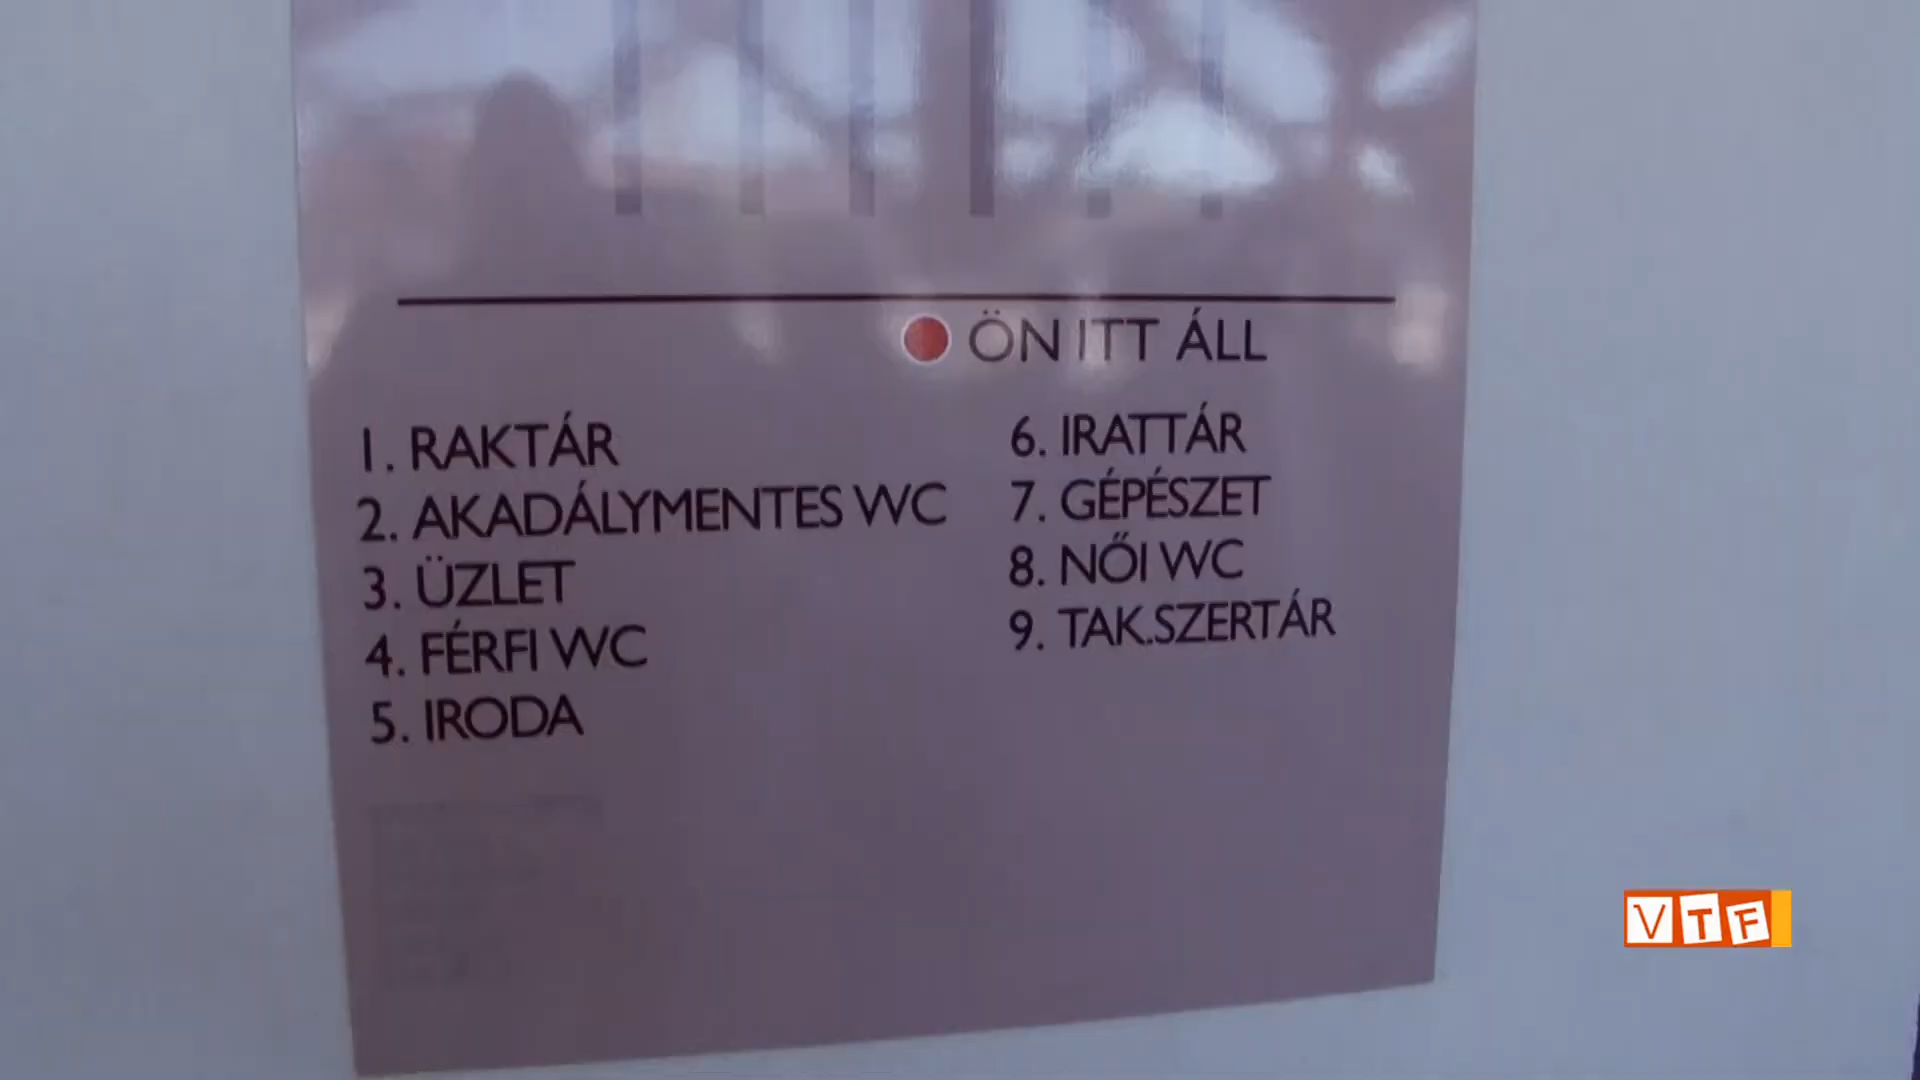 ÖN ITT ÁLL
1. RAKTÁR
2. AKADÁLYMENTES WC
3. ÜZLET
4. FÉRFI WC
5. IRODA
6. IRATTÁR
7. GÉPÉSZET
8. NŐI WC
9. TAK.SZERTÁR
VTF